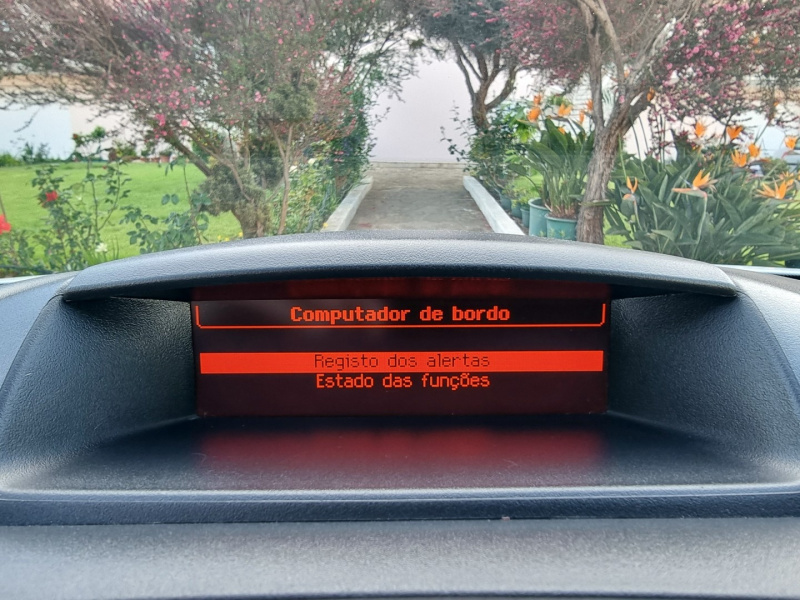 Computador de bordo
Registo dos alertas
Estado das funções